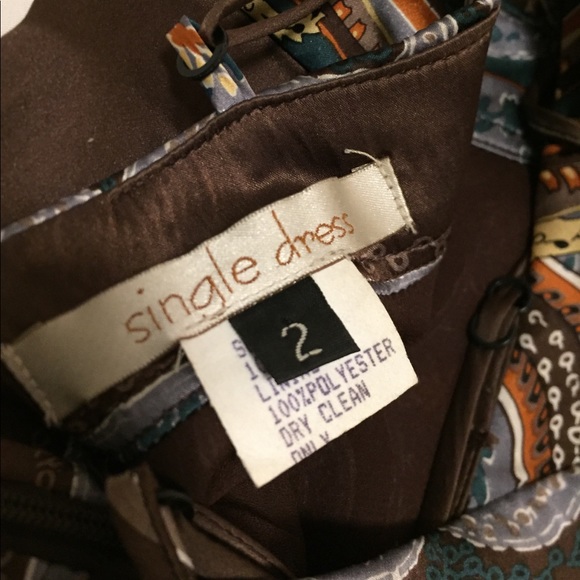 single dress
2
100%POLYESTER
DRY CLEAN
ONLY